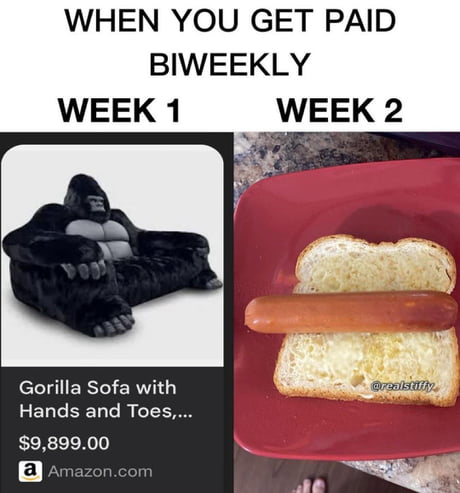 WHEN YOU GET PAID
BIWEEKLY
WEEK 1
WEEK 2
Gorilla Sofa with
Hands and Toes,...
$9,899.00
a Amazon.com
@realstiffy